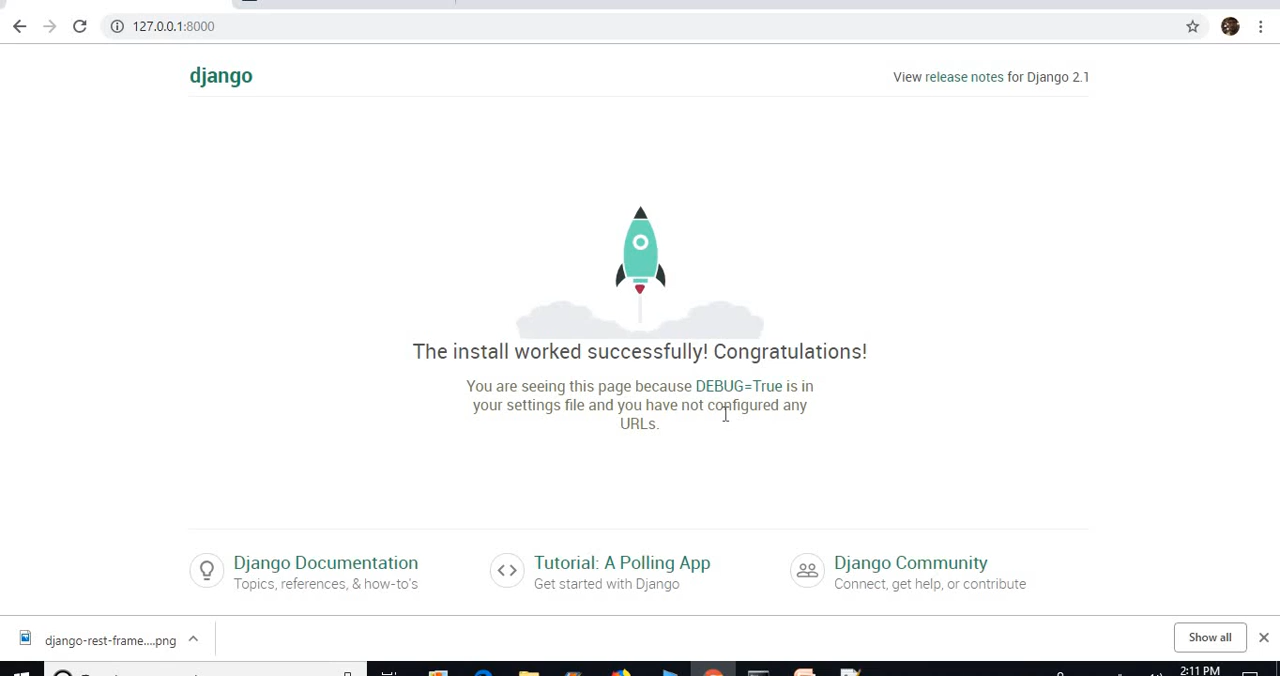 127.0.0.1:8000
django
View release notes for Django 2.1
The install worked successfully! Congratulations!
You are seeing this page because DEBUG=True is in
your settings file and you have not configured any
URLs.
Django Documentation
Topics, references, & how-to's
Tutorial: A Polling App
Get started with Django
Django Community
Connect, get help, or contribute
django-rest-frame....png
Show all
2:11 PM